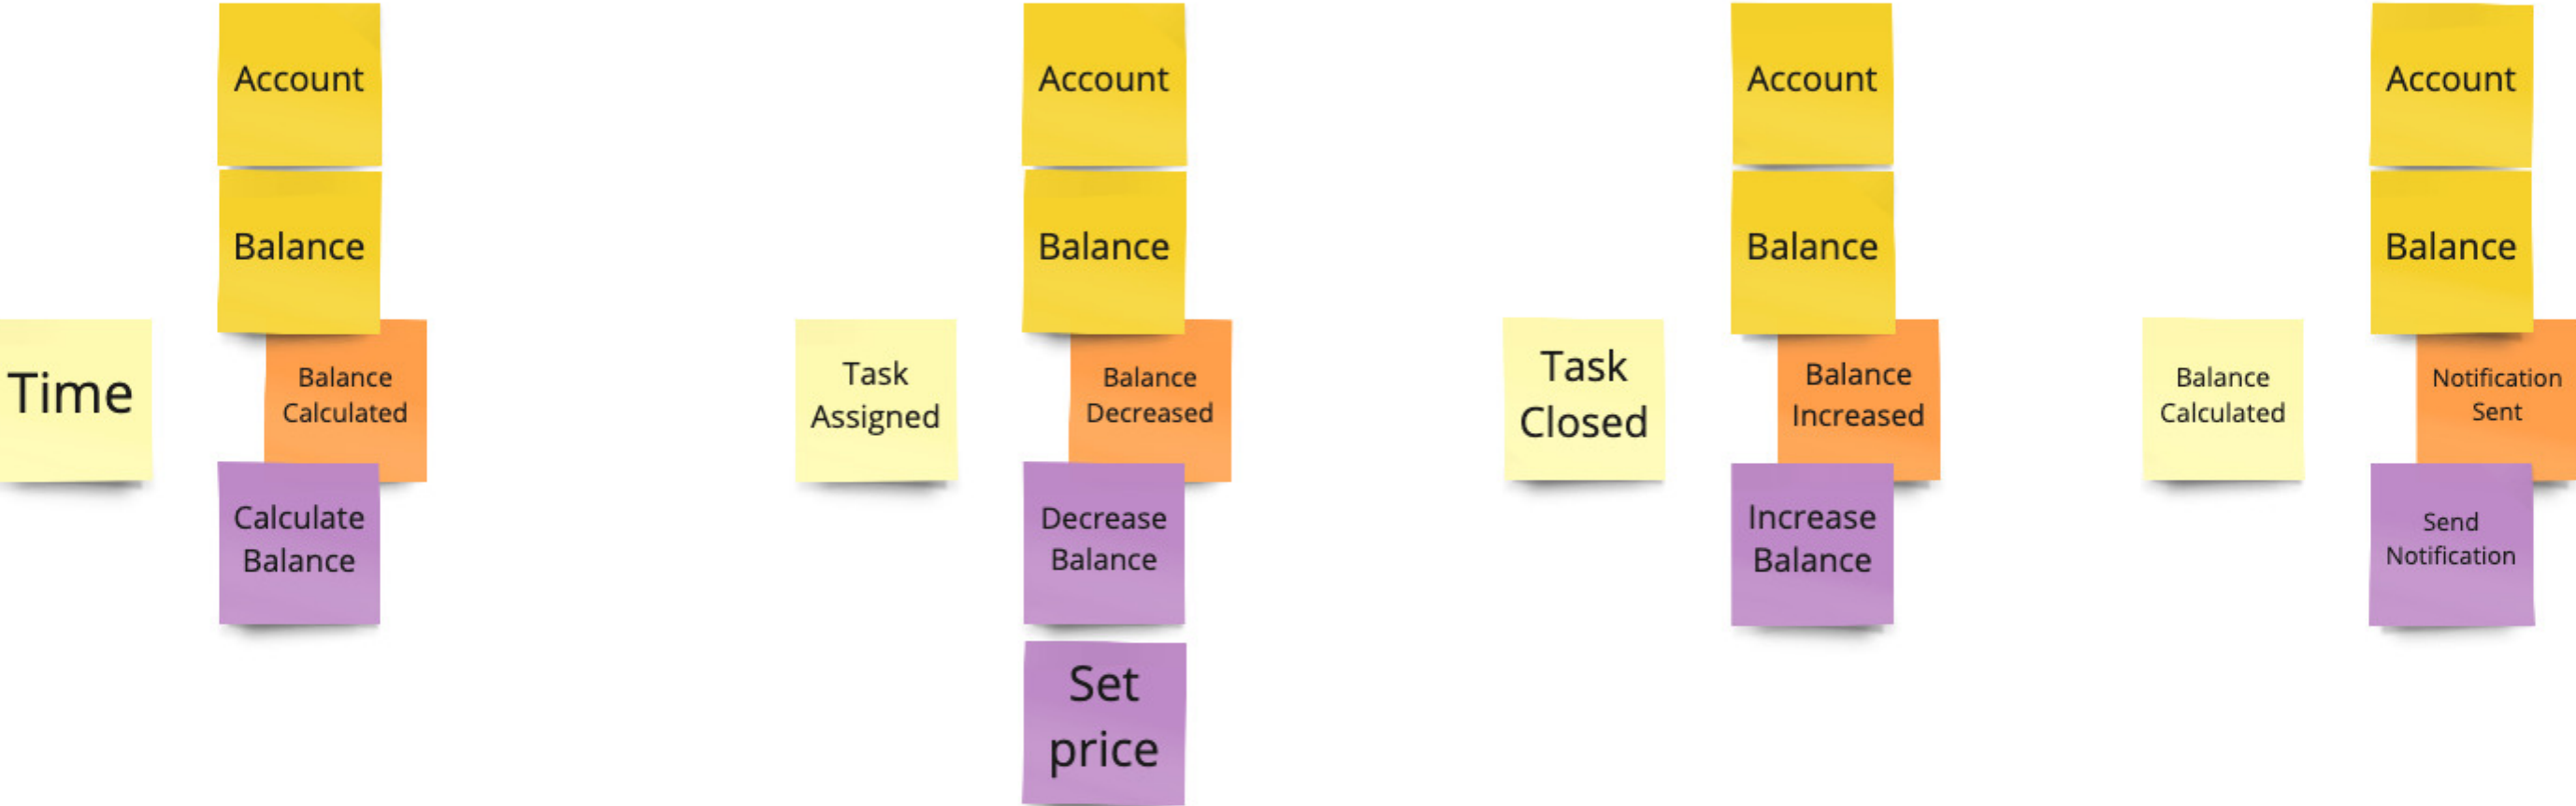 Account
Balance
Time
Balance
Calculated
Calculate
Balance
Account
Balance
Task
Assigned
Balance
Decreased
Decrease
Balance
Set
price
Account
Balance
Task
Closed
Balance
Increased
Increase
Balance
Account
Balance
Balance
Calculated
Notification
Sent
Send
Notification